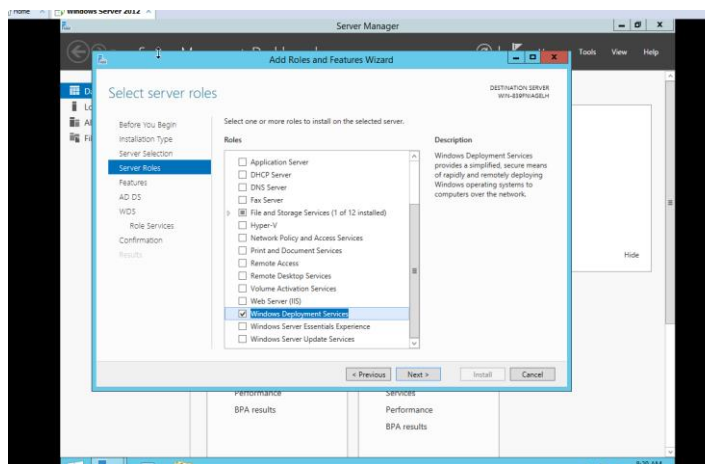 Home
Windows Server 2012
Server Manager
Tools View Help
Add Roles and Features Wizard
Select server roles
DESTINATION SERVER
Before You Begin
Installation Type
Server Selection
Server Roles
Features
AD DS
WDS
Role Services
Confirmation
Results
Select one or more roles to install on the selected server.
Roles
Application Server
DHCP Server
DNS Server
Fax Server
File and Storage Services (1 of 12 installed)
Hyper-V
Network Policy and Access Services
Print and Document Services
Remote Access
Remote Desktop Services
Volume Activation Services
Web Server (IIS)
Windows Deployment Services
Windows Server Essentials Experience
Windows Server Update Services
Description
Windows Deployment Services
provides a simplified, secure means
of rapidly and remotely deploying
Windows operating systems to
computers over the network.
Hide
< Previous Next > Install Cancel
Performance
BPA results
Services
Performance
BPA results